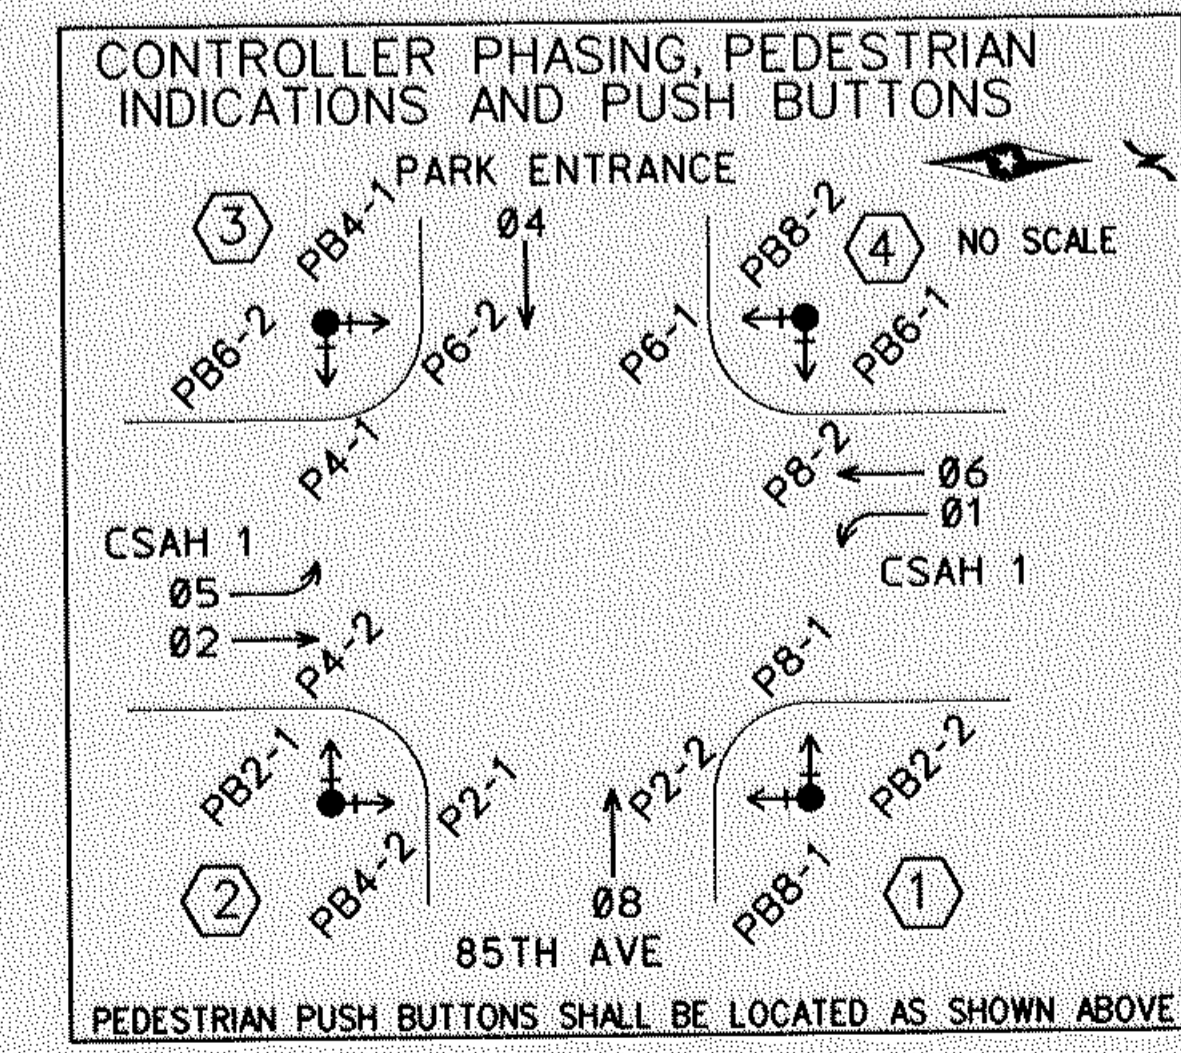 CONTROLLER PHASING, PEDESTRIAN
INDICATIONS AND PUSH BUTTONS
PARK ENTRANCE
3
PB4-1
Ø4
PB8-2
4
NO SCALE
PB6-2
P6-2
P6-1
PB6-1
P4-1
P8-2
Ø6
Ø1
CSAH 1
CSAH 1
Ø5
Ø2
P4-2
P8-1
PB2-1
P2-1
P2-2
PB2-2
2
PB4-2
Ø8
PB8-1
1
85TH AVE
PEDESTRIAN PUSH BUTTONS SHALL BE LOCATED AS SHOWN ABOVE